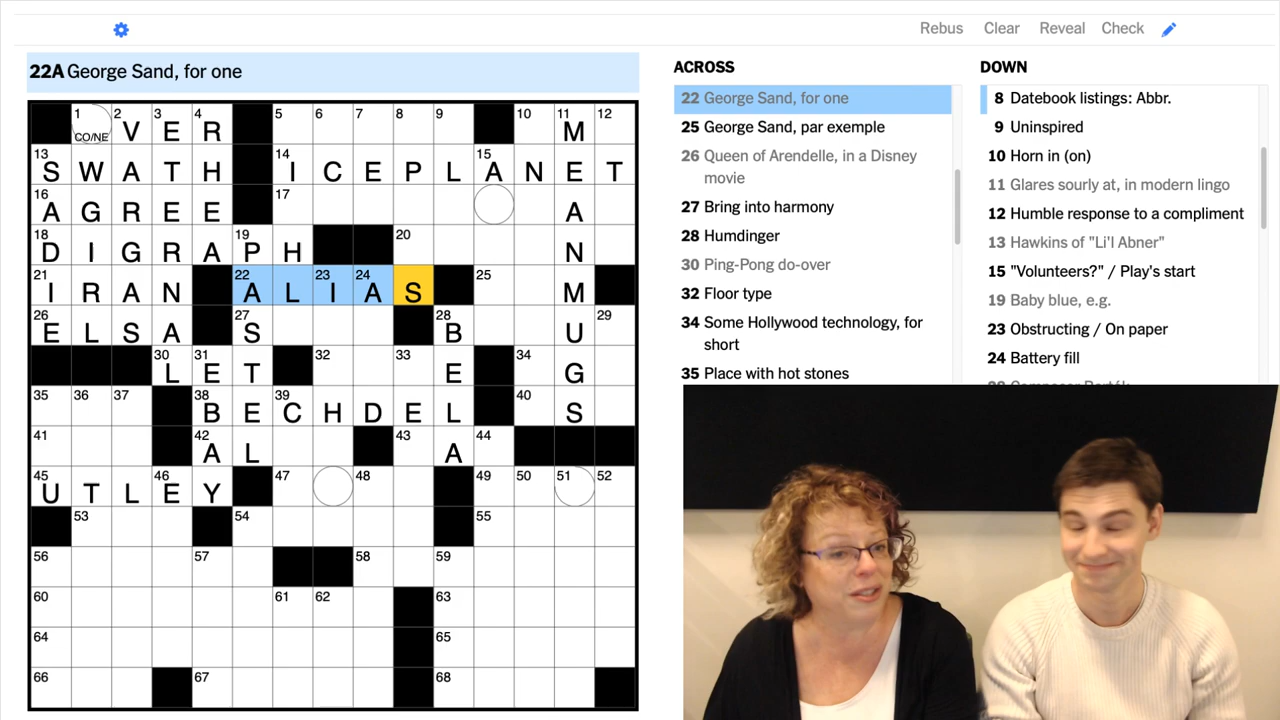 Rebus Clear Reveal Check
22A George Sand, for one
1 2 3 4 5 6 7 8 9 10 11 12
CO/NE V E R M
13 14 15
S W A T H I C E P L A N E T
16 17
A G R E E A
18 19 20
D I G R A P H N
21 22 23 24 25
I R A N A L I A S M
26 27 28 29
E L S A S B U
30 31 32 33 34
L E T E G
35 36 37 38 39 40
B E C H D E L S
41 42 43 44
A L A
45 46 47 48 49 50 51 52
U T L E Y
53 54 55
56 57 58 59
60 61 62 63
64 65
66 67 68
ACROSS
22 George Sand, for one
25 George Sand, par exemple
26 Queen of Arendelle, in a Disney
movie
27 Bring into harmony
28 Humdinger
30 Ping-Pong do-over
32 Floor type
34 Some Hollywood technology, for
short
35 Place with hot stones
DOWN
8 Datebook listings: Abbr.
9 Uninspired
10 Horn in (on)
11 Glares sourly at, in modern lingo
12 Humble response to a compliment
13 Hawkins of "Li'l Abner"
15 "Volunteers?" / Play's start
19 Baby blue, e.g.
23 Obstructing / On paper
24 Battery fill